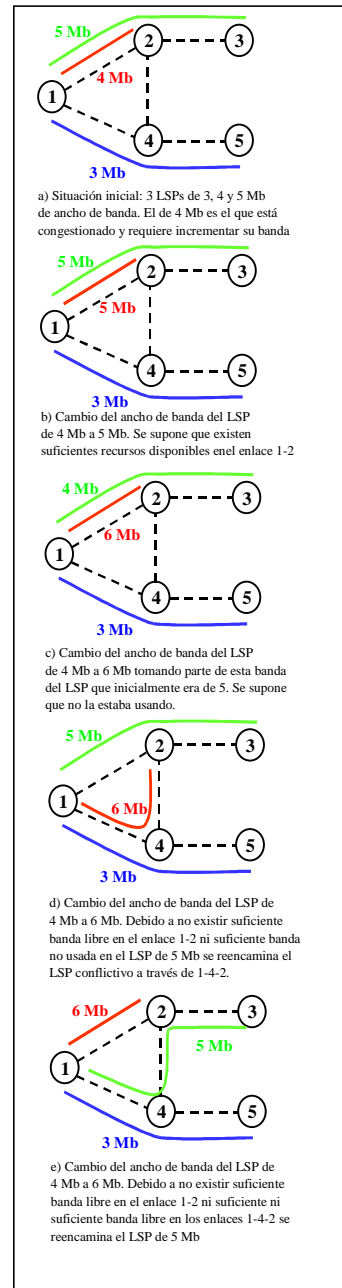 5 Mb
2
3
4 Mb
1
4
5
3 Mb
a) Situación inicial: 3 LSPs de 3, 4 y 5 Mb
de ancho de banda. El de 4 Mb es el que está
congestionado y requiere incrementar su banda
5 Mb
2
3
5 Mb
1
4
5
3 Mb
b) Cambio del ancho de banda del LSP
de 4 Mb a 5 Mb. Se supone que existen
suficientes recursos disponibles enel enlace 1-2
4 Mb
2
3
6 Mb
1
4
5
3 Mb
c) Cambio del ancho de banda del LSP
de 4 Mb a 6 Mb tomando parte de esta banda
del LSP que inicialmente era de 5. Se supone
que no la estaba usando.
5 Mb
2
3
1
6 Mb
4
5
3 Mb
d) Cambio del ancho de banda del LSP de
4 Mb a 6 Mb. Debido a no existir suficiente
banda libre en el enlace 1-2 ni suficiente banda
no usada en el LSP de 5 Mb se reencamina el
LSP conflictivo a través de 1-4-2.
6 Mb
2
3
5 Mb
1
4
5
3 Mb
e) Cambio del ancho de banda del LSP de
4 Mb a 6 Mb. Debido a no existir suficiente
banda libre en el enlace 1-2 ni suficiente ni
suficiente banda libre en los enlaces 1-4-2 se
reencamina el LSP de 5 Mb